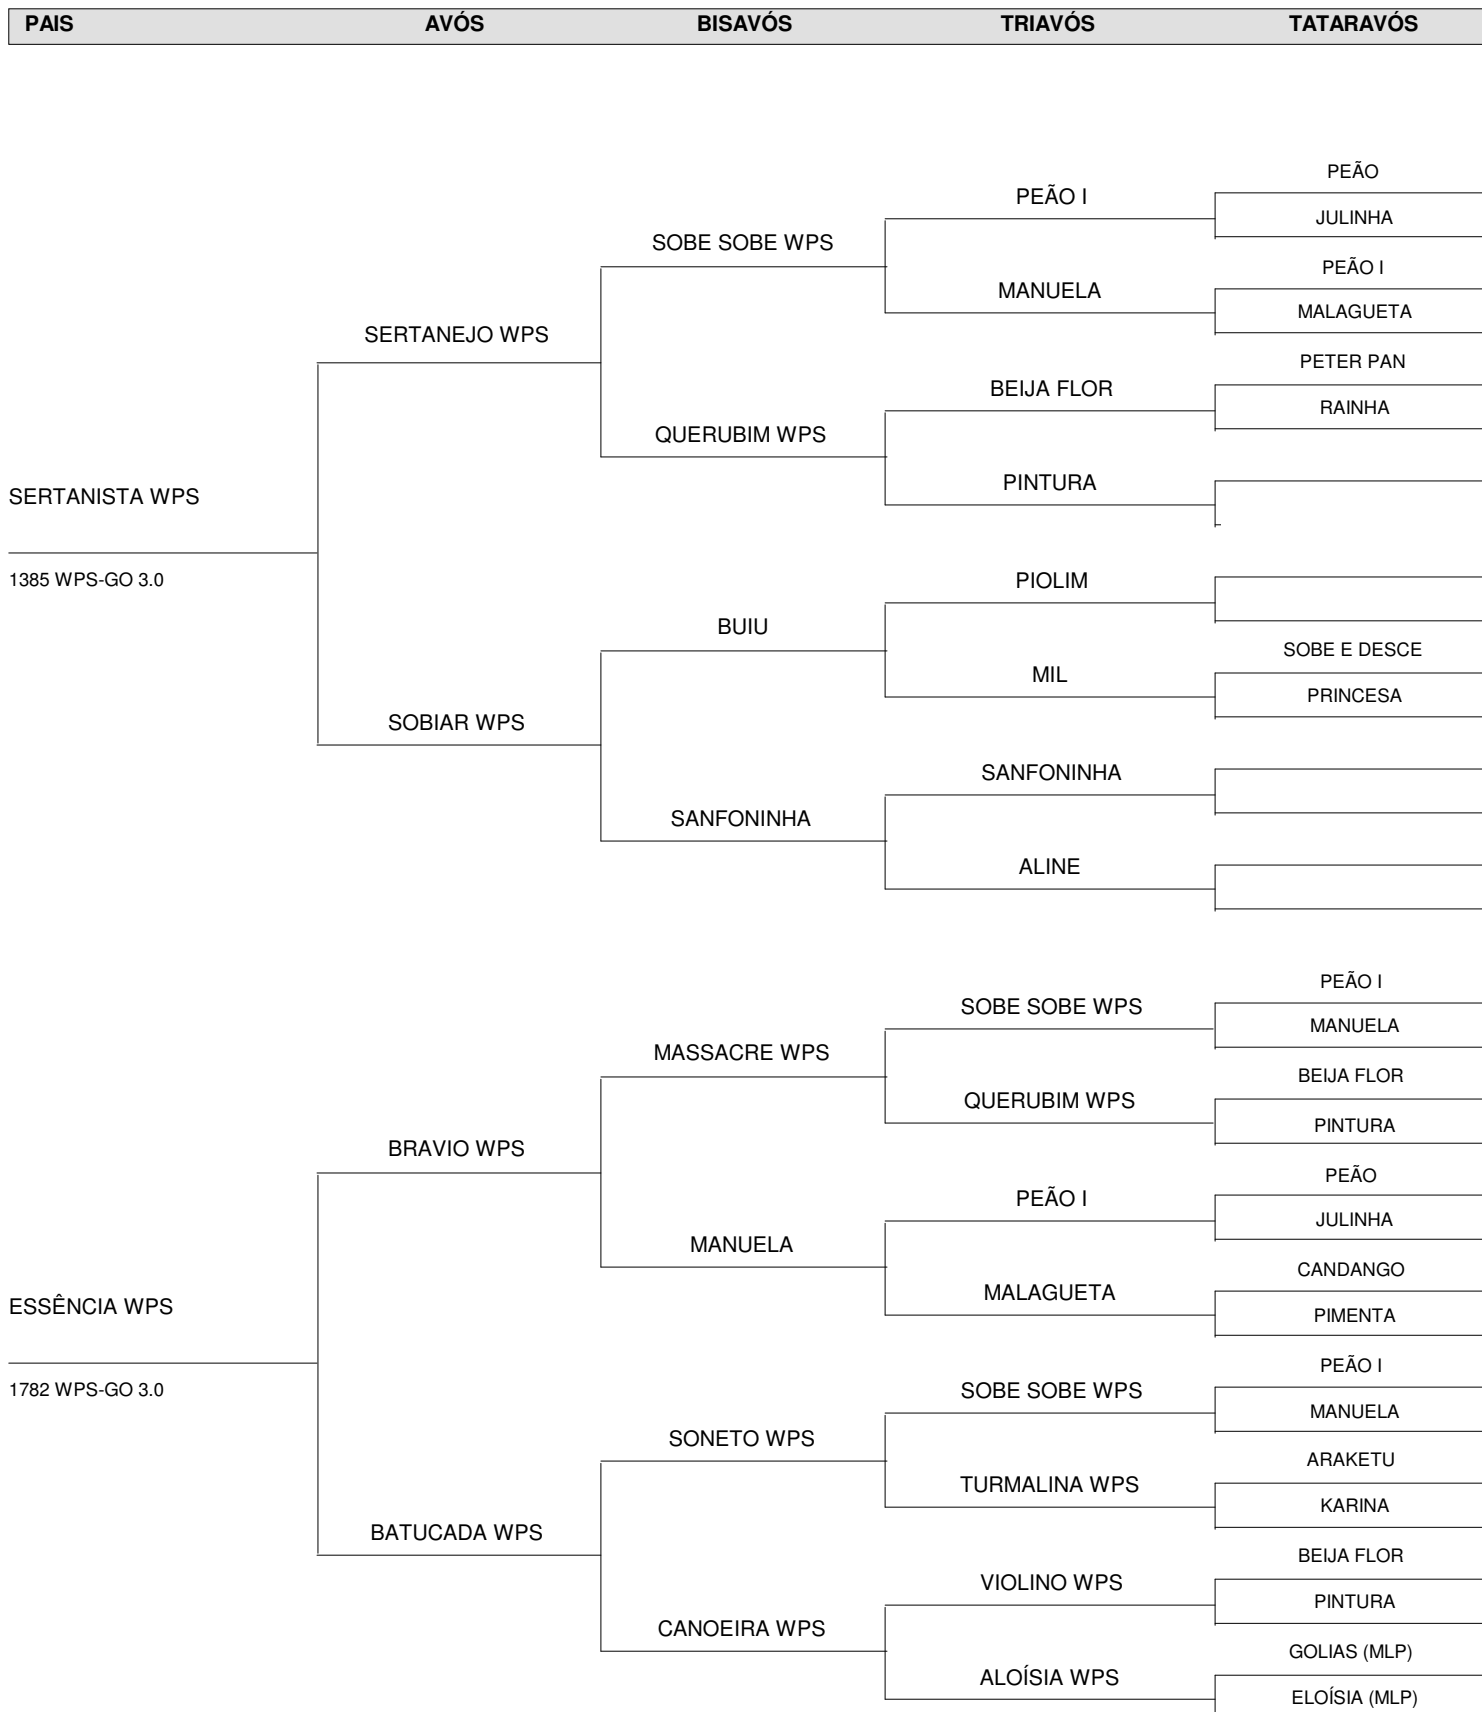 PAIS AVÓS BISAVÓS TRIAVÓS TATARAVÓS
PEÃO
PEÃO I
JULINHA
SOBE SOBE WPS
PEÃO I
MANUELA
MALAGUETA
SERTANEJO WPS
PETER PAN
BEIJA FLOR
RAINHA
QUERUBIM WPS
PINTURA
SERTANISTA WPS
1385 WPS-GO 3.0
PIOLIM
BUIU
SOBE E DESCE
MIL
PRINCESA
SOBIAR WPS
SANFONINHA
SANFONINHA
ALINE
PEÃO I
SOBE SOBE WPS
MANUELA
MASSACRE WPS
BEIJA FLOR
QUERUBIM WPS
PINTURA
BRAVIO WPS
PEÃO
PEÃO I
JULINHA
MANUELA
CANDANGO
MALAGUETA
PIMENTA
ESSÊNCIA WPS
1782 WPS-GO 3.0
PEÃO I
SOBE SOBE WPS
MANUELA
SONETO WPS
ARAKETU
TURMALINA WPS
KARINA
BATUCADA WPS
BEIJA FLOR
VIOLINO WPS
PINTURA
CANOEIRA WPS
GOLIAS (MLP)
ALOÍSIA WPS
ELOÍSIA (MLP)